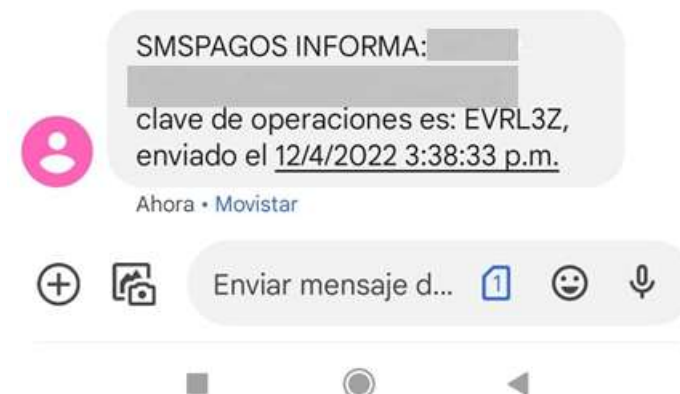 SMSPAGOS INFORMA:
clave de operaciones es: EVRL3Z,
enviado el 12/4/2022 3:38:33 p.m.
Ahora • Movistar
Enviar mensaje d... 1